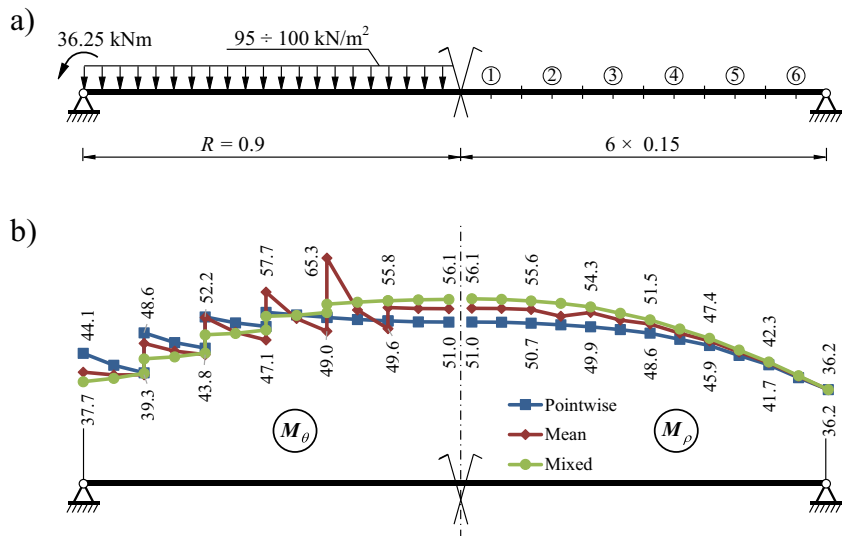 a)
36.25 kNm
95 ÷ 100 kN/m²
① ② ③ ④ ⑤ ⑥
R = 0.9
6 × 0.15
b)
44.1 48.6 52.2 57.7 65.3 55.8 56.1 56.1 55.6 54.3 51.5 47.4 42.3 36.2
37.7 39.3 43.8 47.1 49.0 49.6 51.0 51.0 50.7 49.9 48.6 45.9 41.7 36.2
Mθ
Mρ
Pointwise
Mean
Mixed